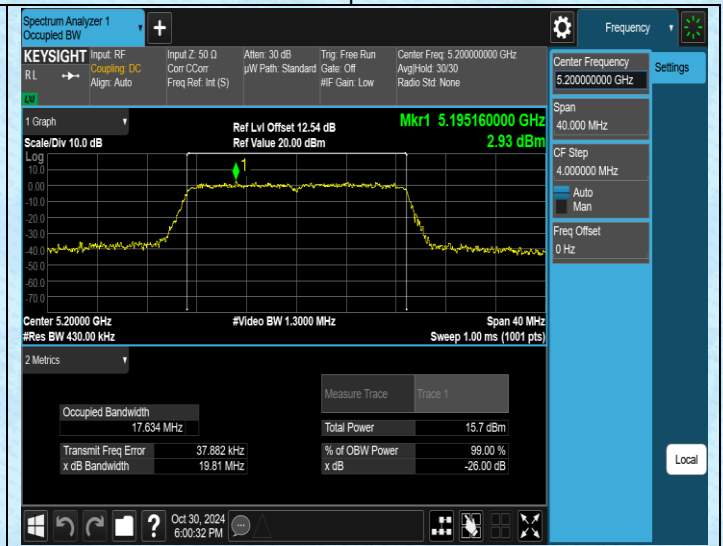 Spectrum Analyzer 1
Occupied BW
+
Frequency
KEYSIGHT
RL
Input: RF
Coupling: DC
Align: Auto
Input Z: 50 Ω
Corr CCorr
Freq Ref: Int (S)
Atten: 30 dB
µW Path: Standard
Trig: Free Run
Gate: Off
#IF Gain: Low
Center Freq: 5.200000000 GHz
Avg|Hold: 30/30
Radio Std: None
Center Frequency
5.200000000 GHz
Settings
Span
40.000 MHz
CF Step
4.000000 MHz
Auto
Man
Freq Offset
0 Hz
1 Graph
Scale/Div 10.0 dB
Ref Lvl Offset 12.54 dB
Ref Value 20.00 dBm
Mkr1 5.195160000 GHz
2.93 dBm
Log
1
10.0
0.00
-10.0
-20.0
-30.0
-40.0
-50.0
-60.0
-70.0
Center 5.20000 GHz
#Video BW 1.3000 MHz
Span 40 MHz
#Res BW 430.00 kHz
Sweep 1.00 ms (1001 pts)
2 Metrics
Measure Trace
Trace 1
Occupied Bandwidth
17.634 MHz
Total Power
15.7 dBm
Transmit Freq Error
37.882 kHz
% of OBW Power
99.00 %
x dB Bandwidth
19.81 MHz
x dB
-26.00 dB
Local
?
Oct 30, 2024
6:00:32 PM